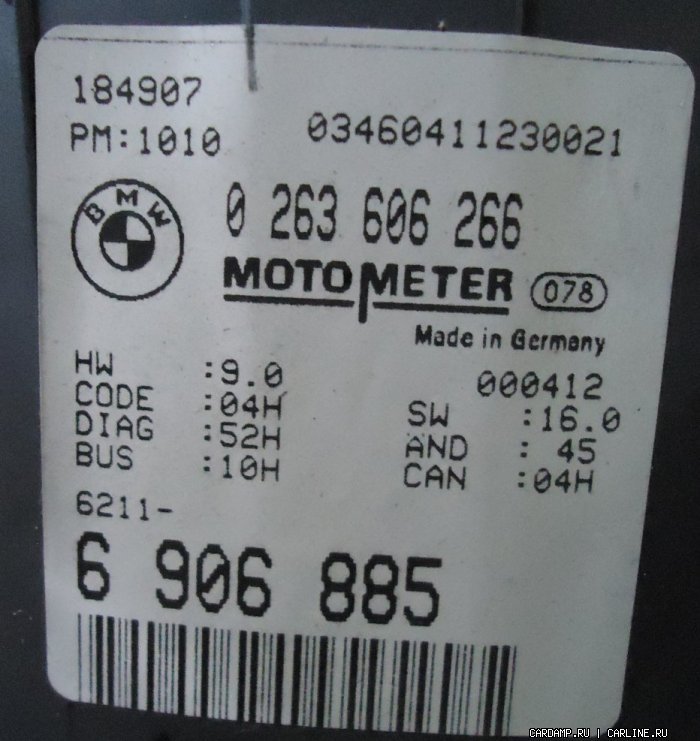 184907
PM:1010
03460411230021
BMW
0 263 606 266
MOTOMETER 078
Made in Germany
HW :9.0
000412
CODE :04H
SW :16.0
DIAG :52H
AND : 45
BUS :10H
CAN :04H
6211-
6 906 885
CARDAMP.RU | CARLINE.RU